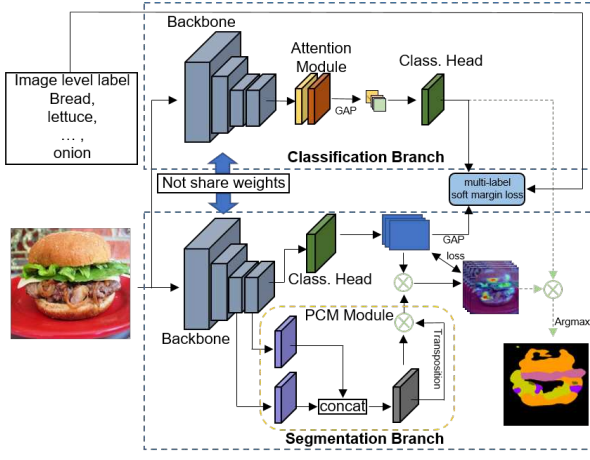 Backbone
Attention
Module
Class. Head
Image level label
Bread,
lettuce,
… ,
onion
GAP
Classification Branch
multi-label
soft margin loss
Not share weights
GAP
loss
Class. Head
Backbone
PCM Module
Argmax
Transposition
concat
Segmentation Branch